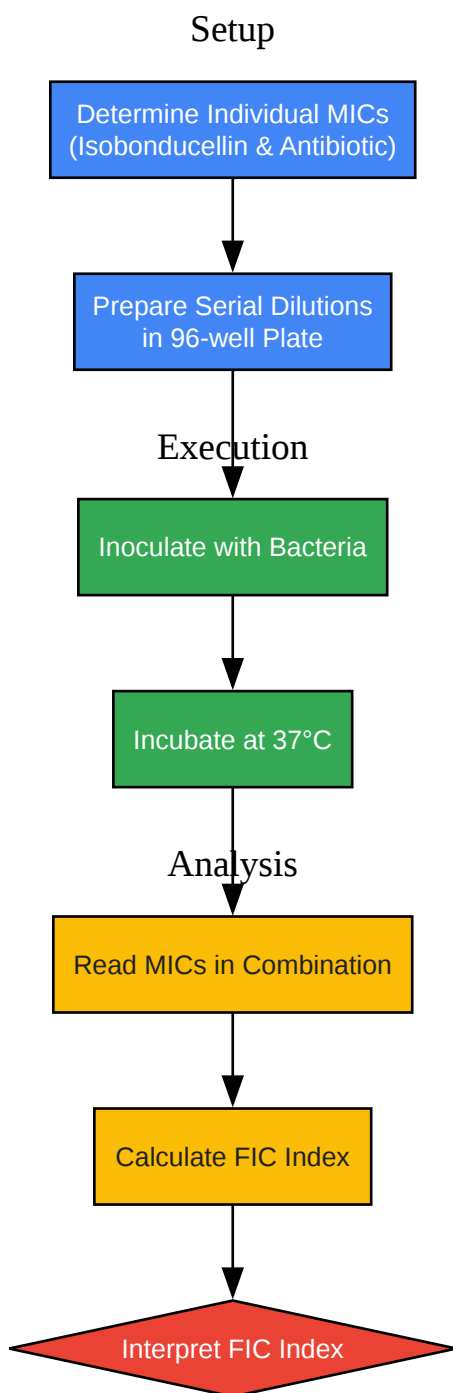 Setup
Determine Individual MICs
(Isobonducellin & Antibiotic)
Prepare Serial Dilutions
in 96-well Plate
Execution
Inoculate with Bacteria
Incubate at 37°C
Analysis
Read MICs in Combination
Calculate FIC Index
Interpret FIC Index